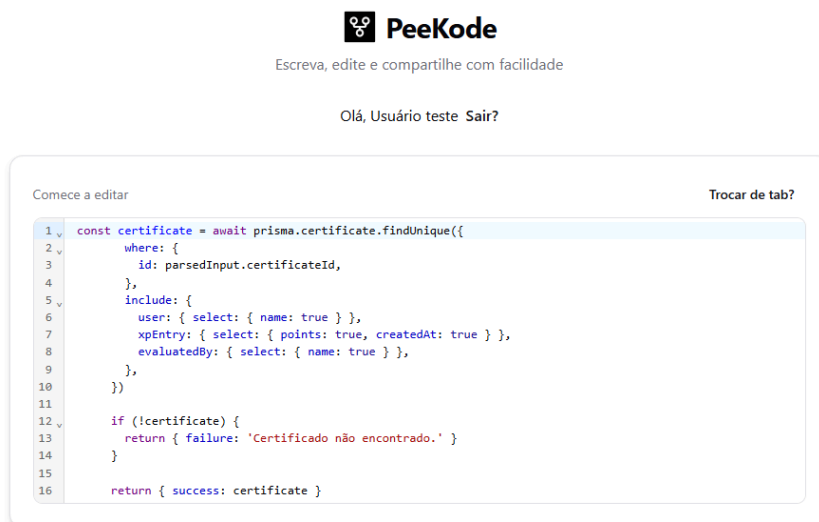 PeeKode
Escreva, edite e compartilhe com facilidade
Olá, Usuário teste Sair?
Comece a editar Trocar de tab?
1 const certificate = await prisma.certificate.findUnique({
2 where: {
3 id: parsedInput.certificateId,
4 },
5 include: {
6 user: { select: { name: true } },
7 xpEntry: { select: { points: true, createdAt: true } },
8 evaluatedBy: { select: { name: true } },
9 },
10 })
11
12 if (!certificate) {
13 return { failure: 'Certificado não encontrado.' }
14 }
15
16 return { success: certificate }